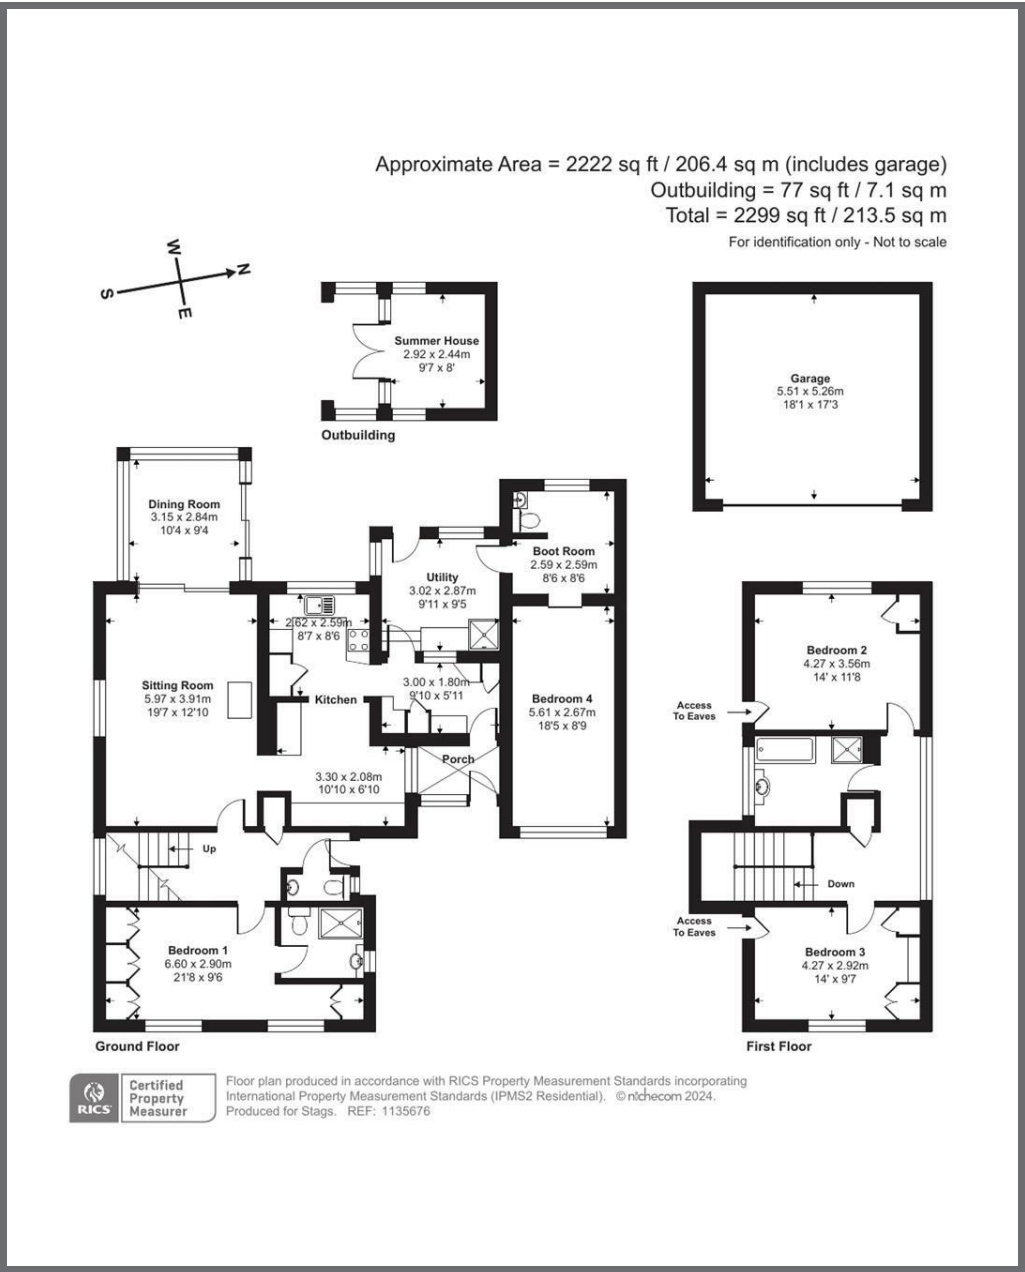 Approximate Area = 2222 sq ft / 206.4 sq m (includes garage)
Outbuilding = 77 sq ft / 7.1 sq m
Total = 2299 sq ft / 213.5 sq m
For identification only - Not to scale
W
N
S
E
Summer House
2.92 x 2.44m
9'7 x 8'
Outbuilding
Garage
5.51 x 5.26m
18'1 x 17'3
Dining Room
3.15 x 2.84m
10'4 x 9'4
Boot Room
2.59 x 2.59m
8'6 x 8'6
Utility
3.02 x 2.87m
9'11 x 9'5
2.62 x 2.59m
8'7 x 8'6
Kitchen
3.00 x 1.80m
9'10 x 5'11
Sitting Room
5.97 x 3.91m
19'7 x 12'10
Bedroom 4
5.61 x 2.67m
18'5 x 8'9
Porch
3.30 x 2.08m
10'10 x 6'10
Up
Bedroom 1
6.60 x 2.90m
21'8 x 9'6
Ground Floor
Bedroom 2
4.27 x 3.56m
14' x 11'8
Access
To Eaves
Down
Access
To Eaves
Bedroom 3
4.27 x 2.92m
14' x 9'7
First Floor
RICS
Certified
Property
Measurer
Floor plan produced in accordance with RICS Property Measurement Standards incorporating
International Property Measurement Standards (IPMS2 Residential). © nichecom 2024.
Produced for Stags. REF: 1135676